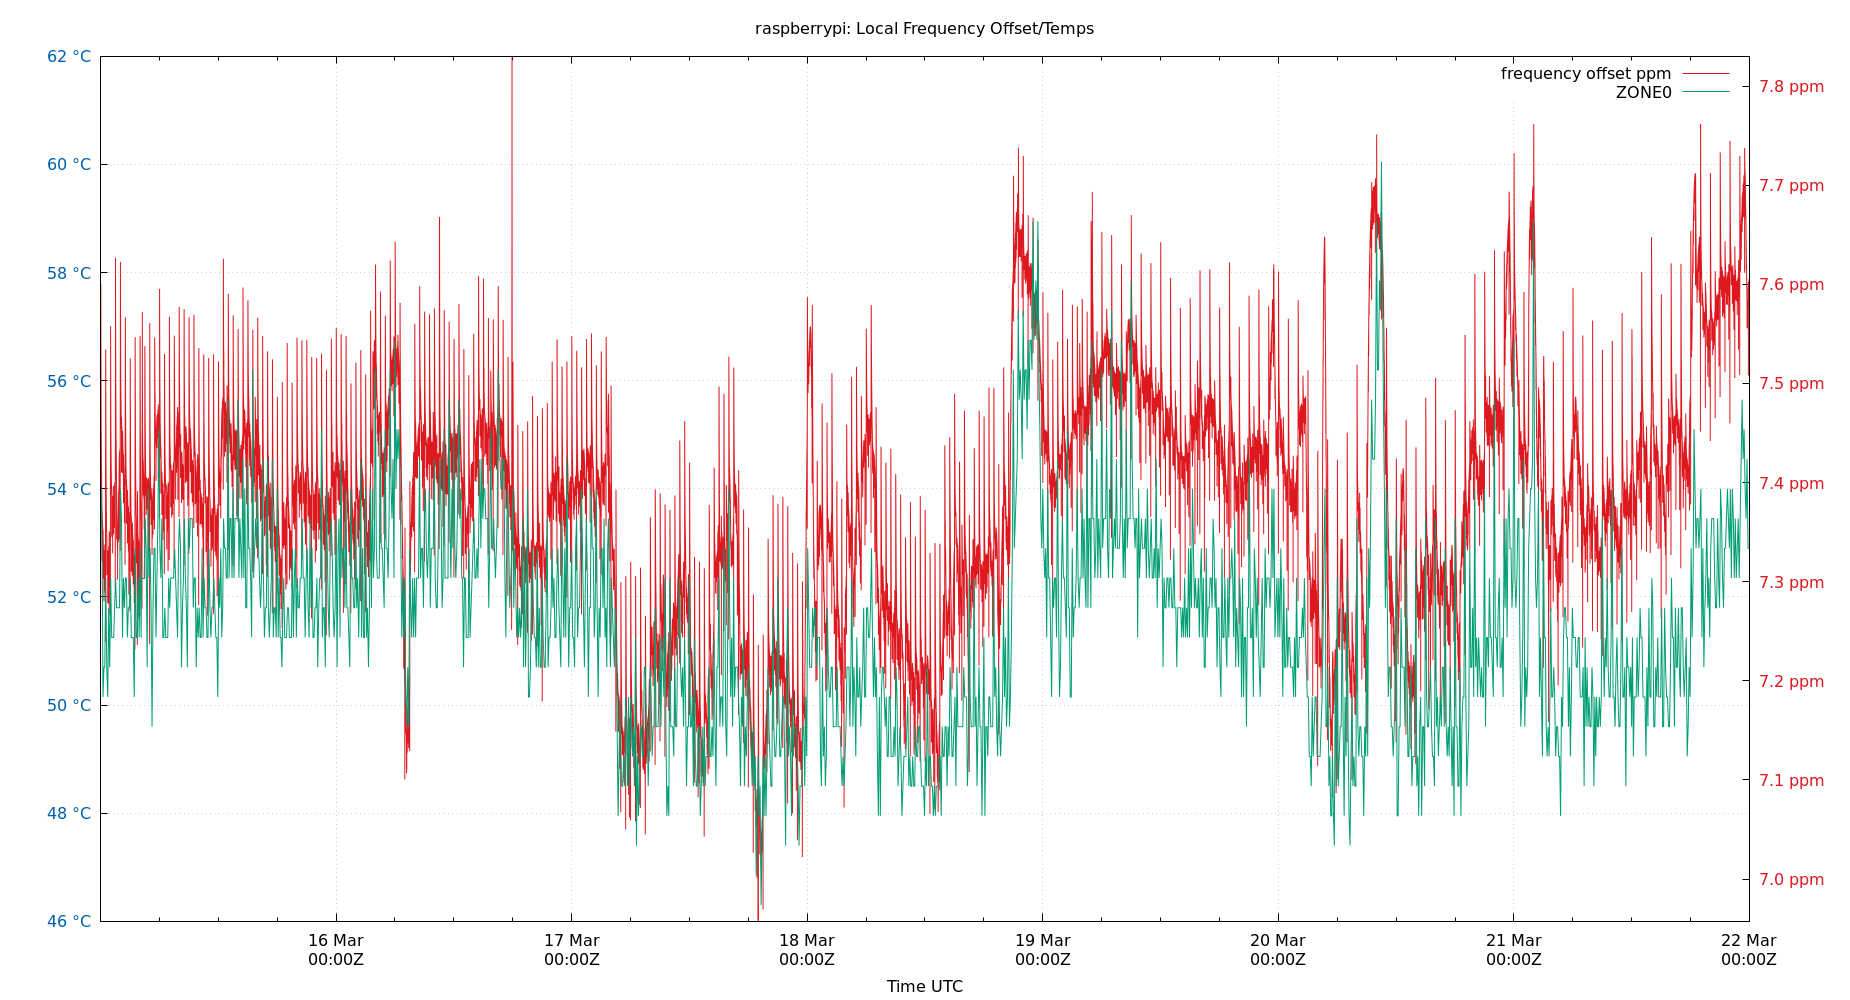 raspberrypi: Local Frequency Offset/Temps
62 °C
60 °C
58 °C
56 °C
54 °C
52 °C
50 °C
48 °C
46 °C
frequency offset ppm
ZONE0
7.8 ppm
7.7 ppm
7.6 ppm
7.5 ppm
7.4 ppm
7.3 ppm
7.2 ppm
7.1 ppm
7.0 ppm
16 Mar
00:00Z
17 Mar
00:00Z
18 Mar
00:00Z
19 Mar
00:00Z
20 Mar
00:00Z
21 Mar
00:00Z
22 Mar
00:00Z
Time UTC